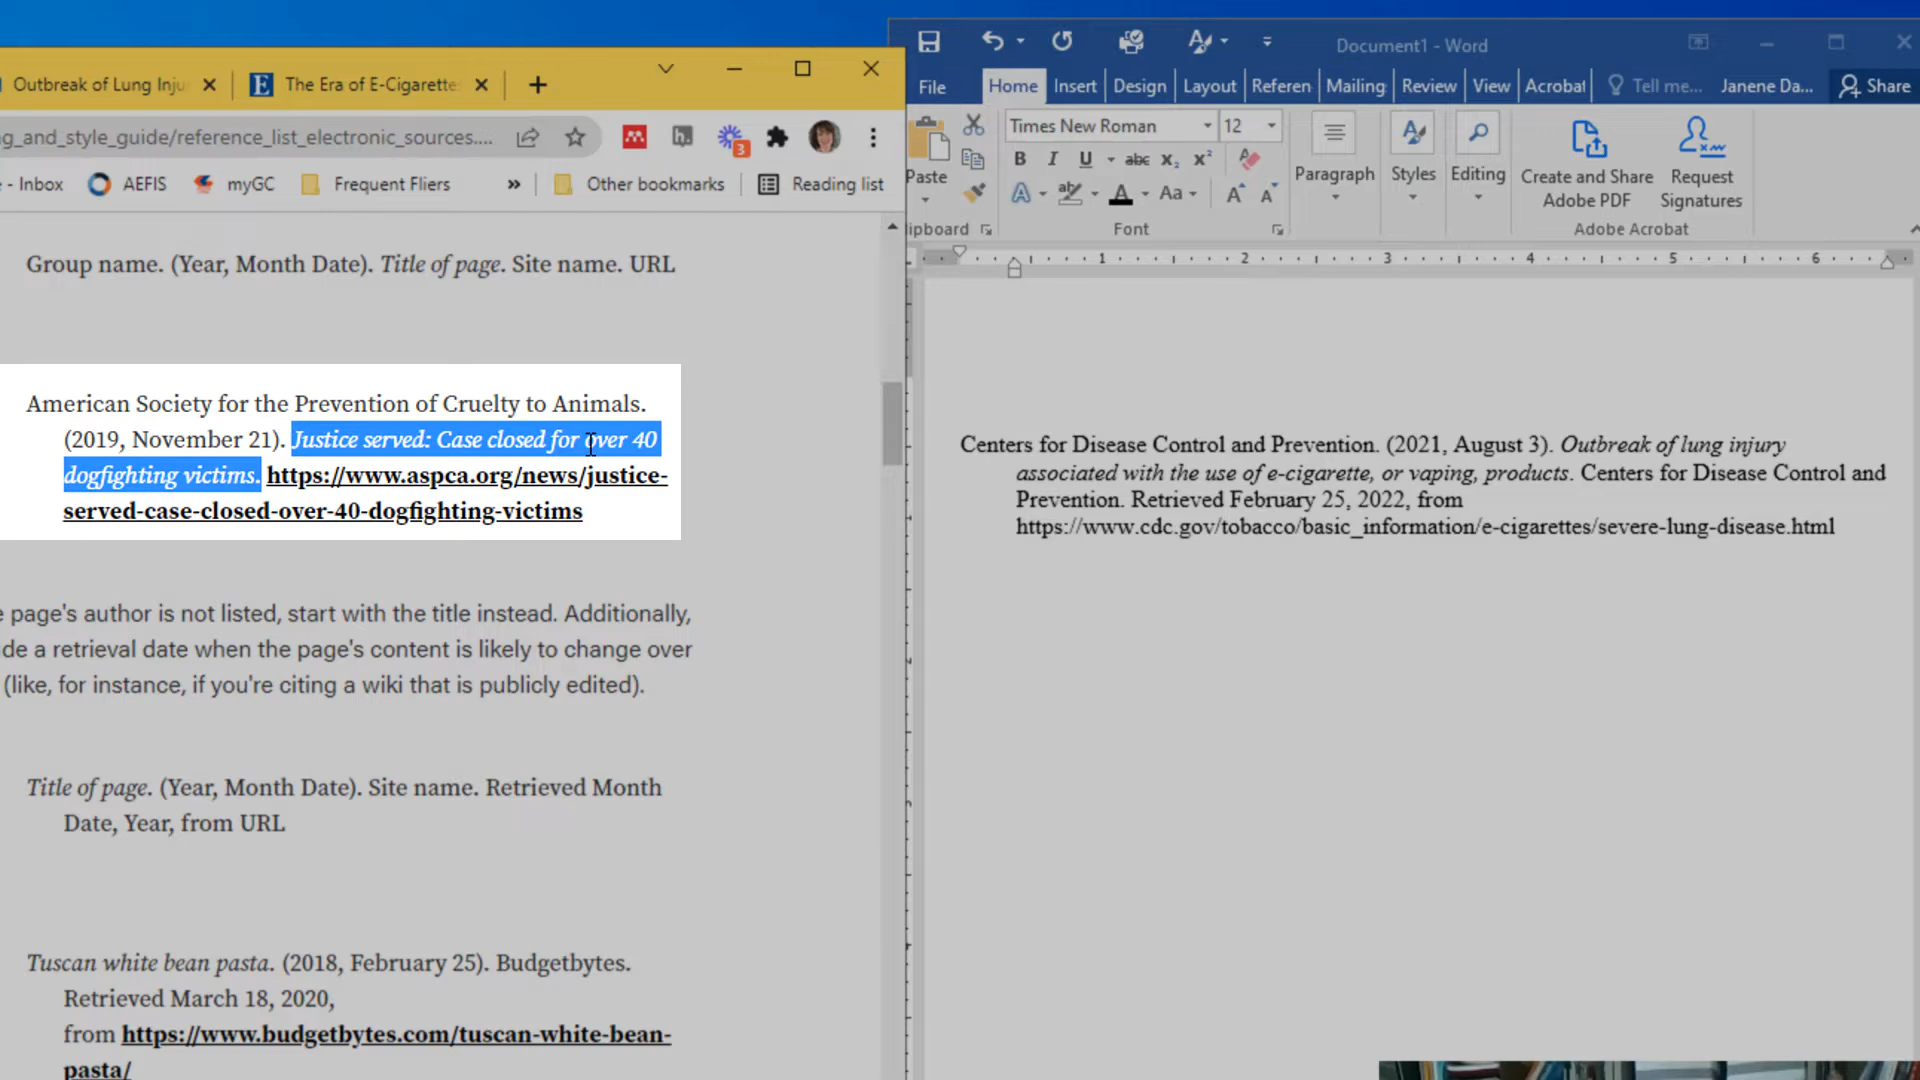 Outbreak of Lung Inju
The Era of E-Cigarette
g_and_style_guide/reference_list_electronic_sources....
3
- Inbox
AEFIS
myGC
Frequent Fliers
»
Other bookmarks
Reading list
Group name. (Year, Month Date). Title of page. Site name. URL
American Society for the Prevention of Cruelty to Animals.
(2019, November 21). Justice served: Case closed for over 40
dogfighting victims. https://www.aspca.org/news/justice-
served-case-closed-over-40-dogfighting-victims
e page's author is not listed, start with the title instead. Additionally,
de a retrieval date when the page's content is likely to change over
(like, for instance, if you're citing a wiki that is publicly edited).
Title of page. (Year, Month Date). Site name. Retrieved Month
Date, Year, from URL
Tuscan white bean pasta. (2018, February 25). Budgetbytes.
Retrieved March 18, 2020,
from https://www.budgetbytes.com/tuscan-white-bean-
pasta/
Document1 - Word
File Home Insert Design Layout Referen Mailing Review View Acrobat Tell me... Janene Da... Share
Paste
Times New Roman 12
B I U abc x₂ x²
A ab A Aa A A
Paragraph
Styles
Editing
Create and Share
Adobe PDF
Request
Signatures
lipboard
Font
Adobe Acrobat
1 2 3 4 5 6
Centers for Disease Control and Prevention. (2021, August 3). Outbreak of lung injury
associated with the use of e-cigarette, or vaping, products. Centers for Disease Control and
Prevention. Retrieved February 25, 2022, from
https://www.cdc.gov/tobacco/basic_information/e-cigarettes/severe-lung-disease.html